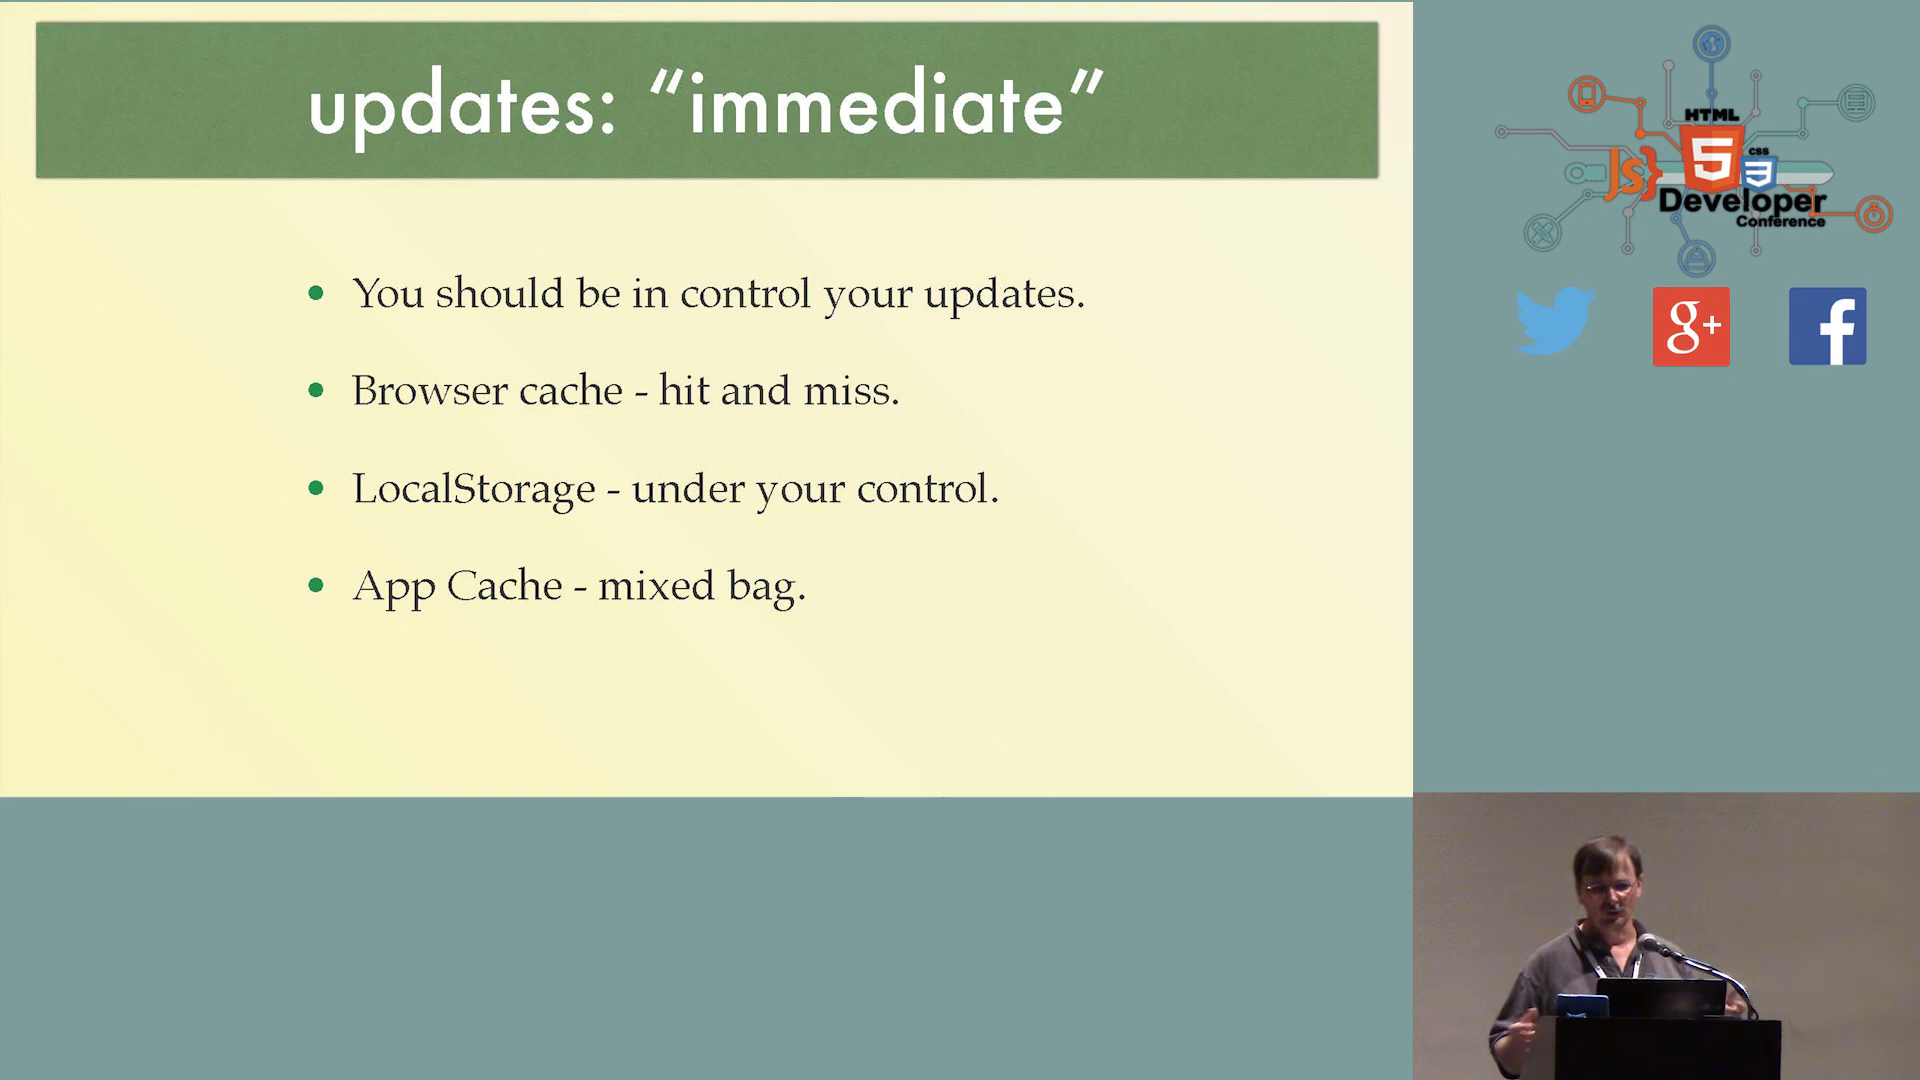 updates: “immediate”
• You should be in control your updates.
• Browser cache - hit and miss.
• LocalStorage - under your control.
• App Cache - mixed bag.
HTML
5
CSS
3
JS}
Developer
Conference
g+
f